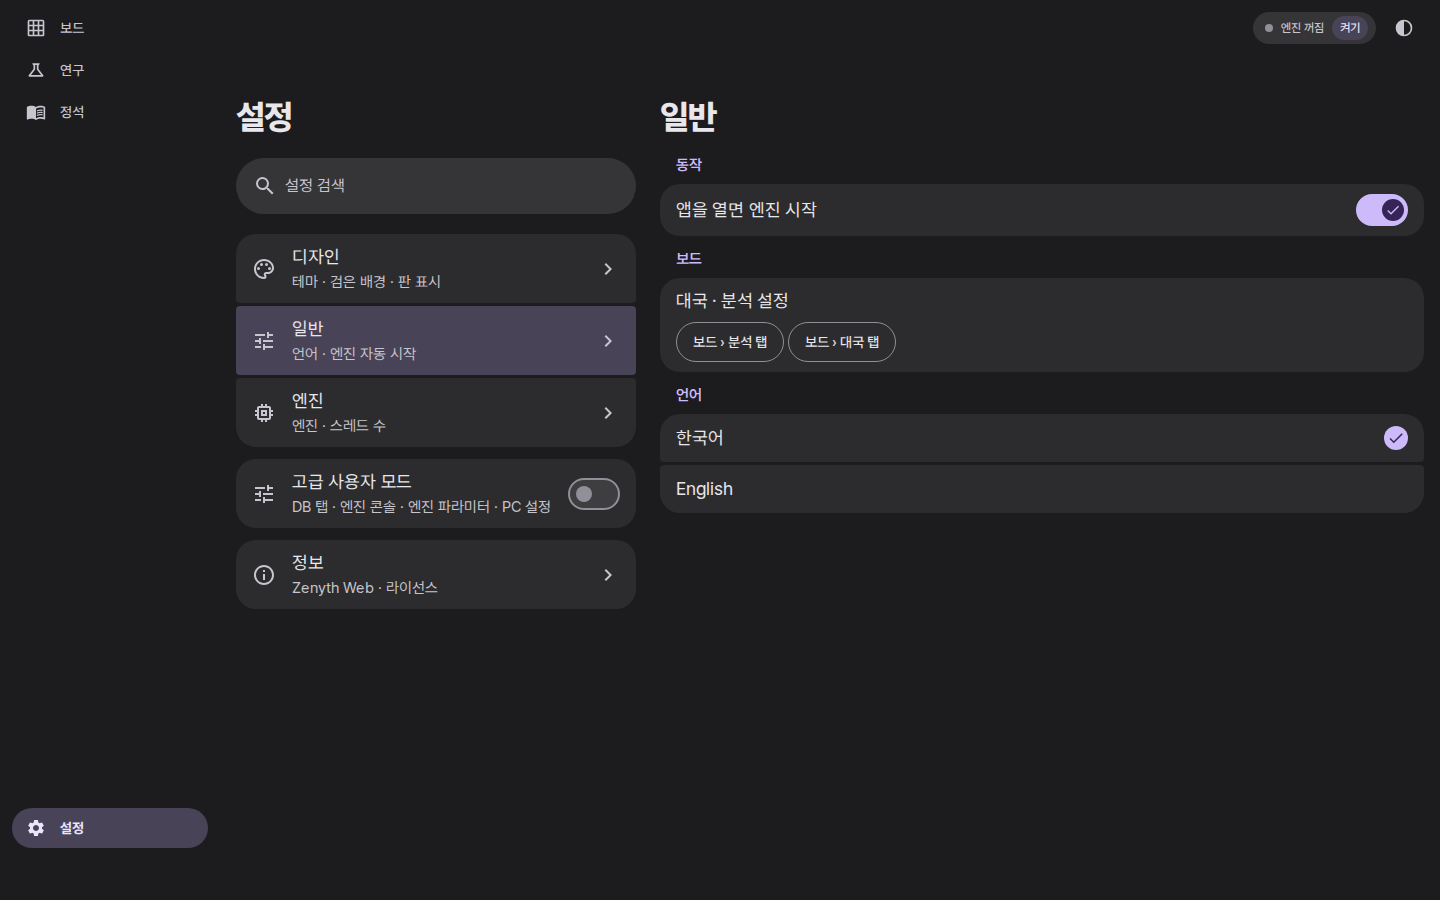 보드
연구
정석
설정
엔진 꺼짐
켜기
설정
설정 검색
디자인
테마 · 검은 배경 · 판 표시
일반
언어 · 엔진 자동 시작
엔진
엔진 · 스레드 수
고급 사용자 모드
DB 탭 · 엔진 콘솔 · 엔진 파라미터 · PC 설정
정보
Zenyth Web · 라이선스
일반
동작
앱을 열면 엔진 시작
보드
대국 · 분석 설정
보드 › 분석 탭
보드 › 대국 탭
언어
한국어
English